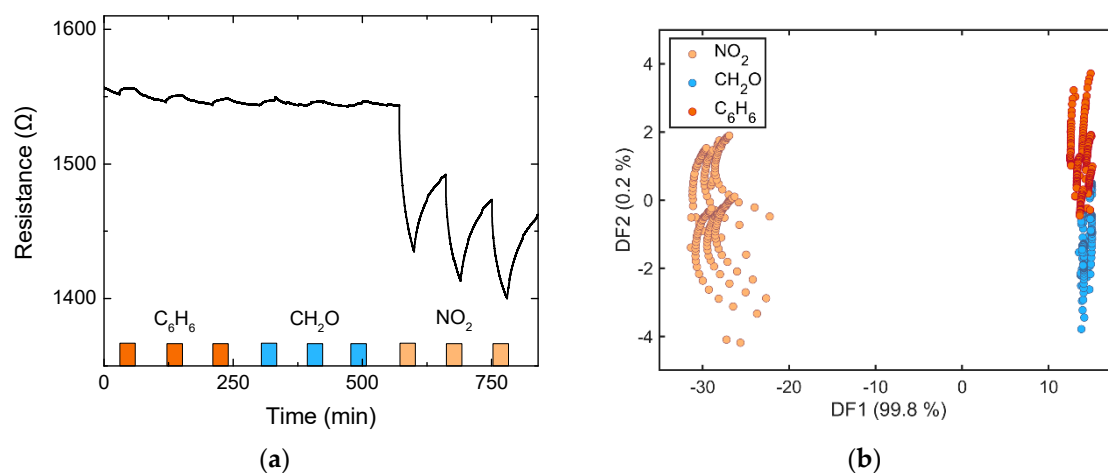 1600
1500
1400
Resistance (Ω)
C₆H₆
CH₂O
NO₂
0
250
500
750
Time (min)
(a)
NO₂
CH₂O
C₆H₆
4
2
0
-2
-4
DF2 (0.2 %)
-30
-20
-10
0
10
DF1 (99.8 %)
(b)